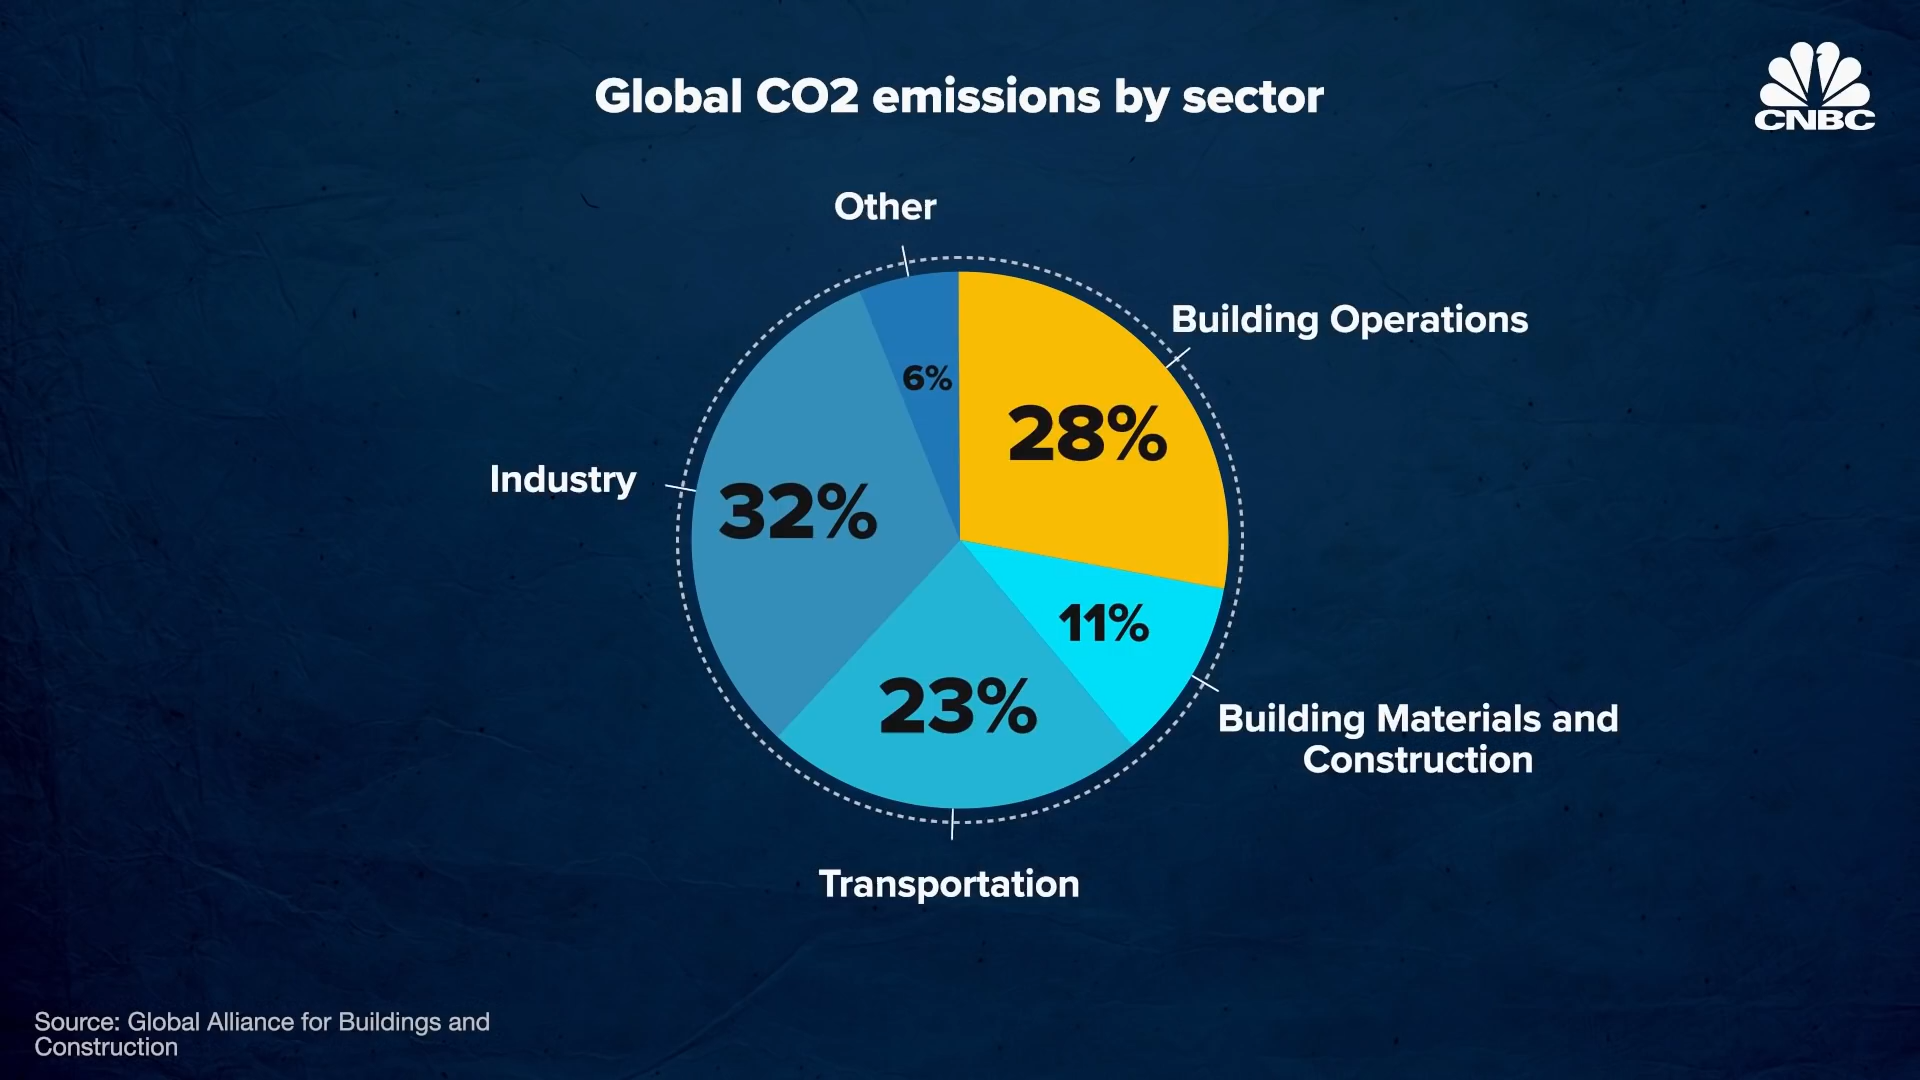 Global CO2 emissions by sector
CNBC
Other
Building Operations
6%
28%
Industry
32%
11%
23%
Building Materials and
Construction
Transportation
Source: Global Alliance for Buildings and
Construction